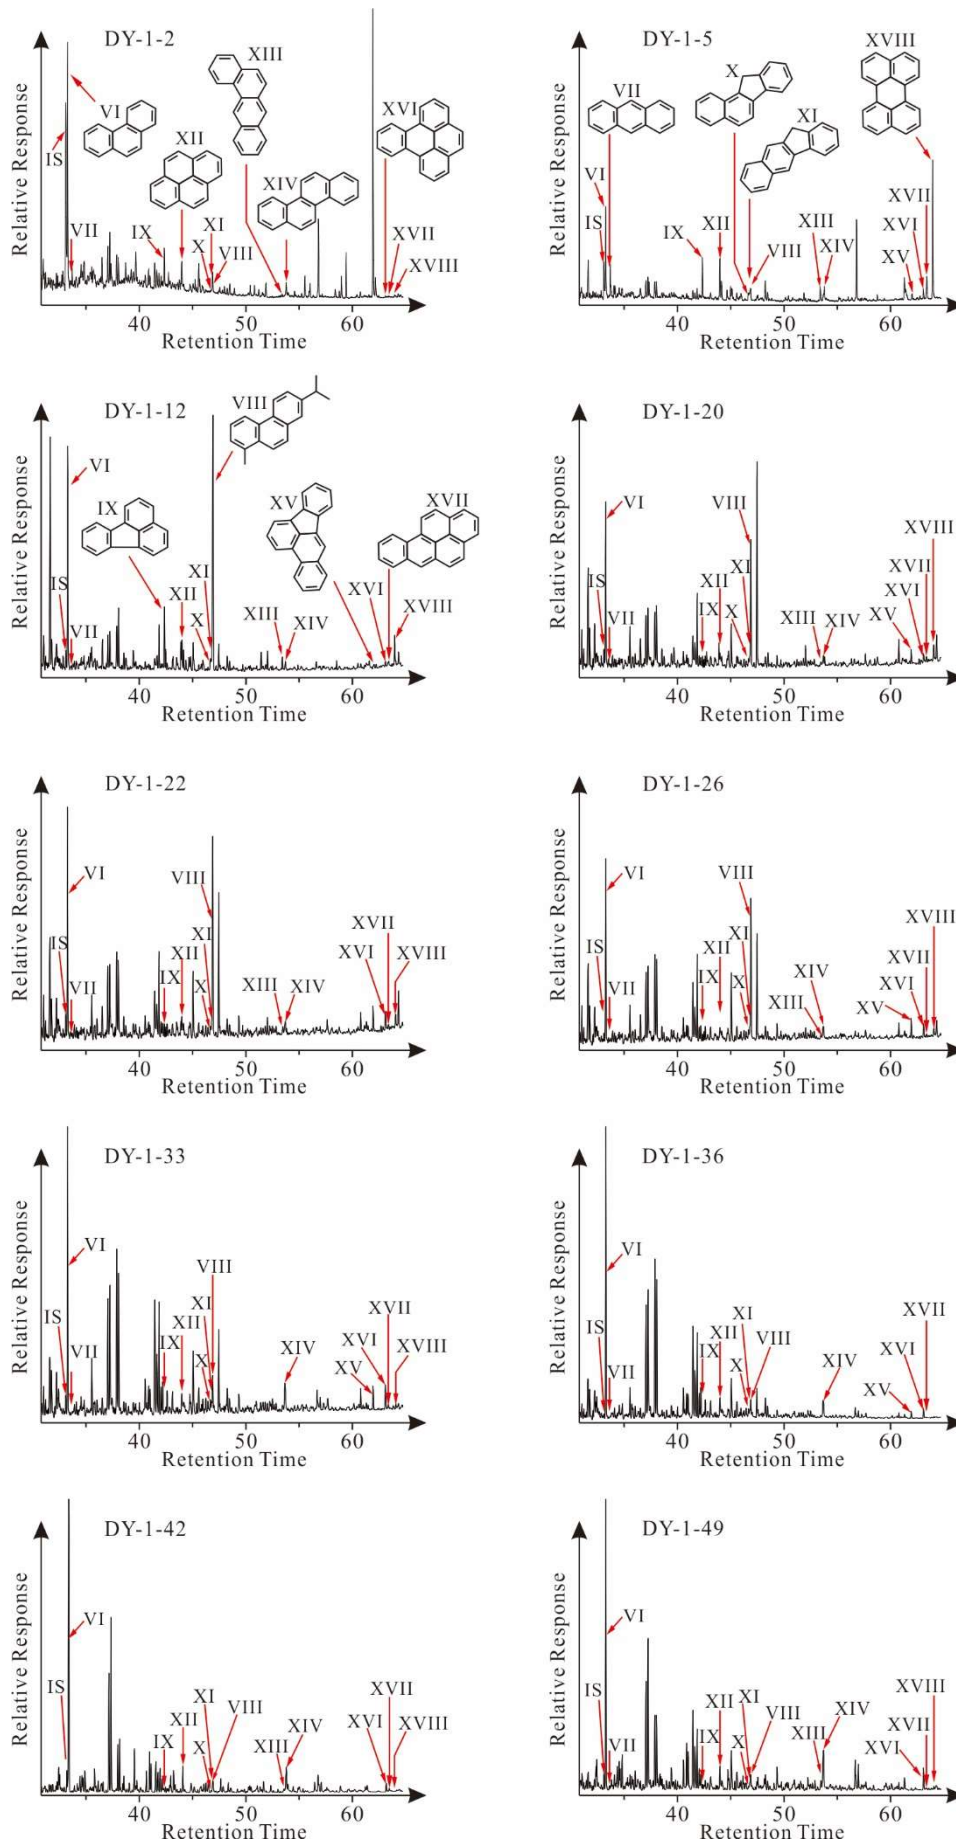 DY-1-2
XIII
VI
IS
XII
XIV
XVI
VII
IX
XI
X
VIII
XVII
XVIII
40
50
60
Retention Time
Relative Response
DY-1-5
XVIII
X
VII
XI
VI
IS
XII
XVII
IX
XIII
XVI
VIII
XIV
XV
40
50
60
Retention Time
Relative Response
DY-1-12
VIII
VI
IX
XV
XVII
IS
XI
XVI
XII
VII
X
XIII
XIV
XVIII
40
50
60
Retention Time
Relative Response
DY-1-20
VI
VIII
XVIII
IS
XI
XVII
XII
XVI
VII
IX
X
XIII
XIV
XV
40
50
60
Retention Time
Relative Response
DY-1-22
VI
VIII
XVII
IS
XI
XII
XVI
XVIII
VII
IX
X
XIII
XIV
40
50
60
Retention Time
Relative Response
DY-1-26
VI
VIII
XVIII
IS
XI
XII
XVII
VII
IX
X
XIV
XVI
XIII
XV
40
50
60
Retention Time
Relative Response
DY-1-33
VI
VIII
XI
XVII
IS
XII
IX
XVI
XIV
VII
X
XV
XVIII
40
50
60
Retention Time
Relative Response
DY-1-36
VI
XI
XVII
IS
XII
IX
VIII
XIV
XVI
VII
X
XV
40
50
60
Retention Time
Relative Response
DY-1-42
VI
XVII
IS
XI
VIII
XII
XIV
XVI
XVIII
IX
X
XIII
40
50
60
Retention Time
Relative Response
DY-1-49
VI
XVIII
IS
XI
XII
XIV
XVII
VII
IX
X
VIII
XIII
XVI
40
50
60
Retention Time
Relative Response